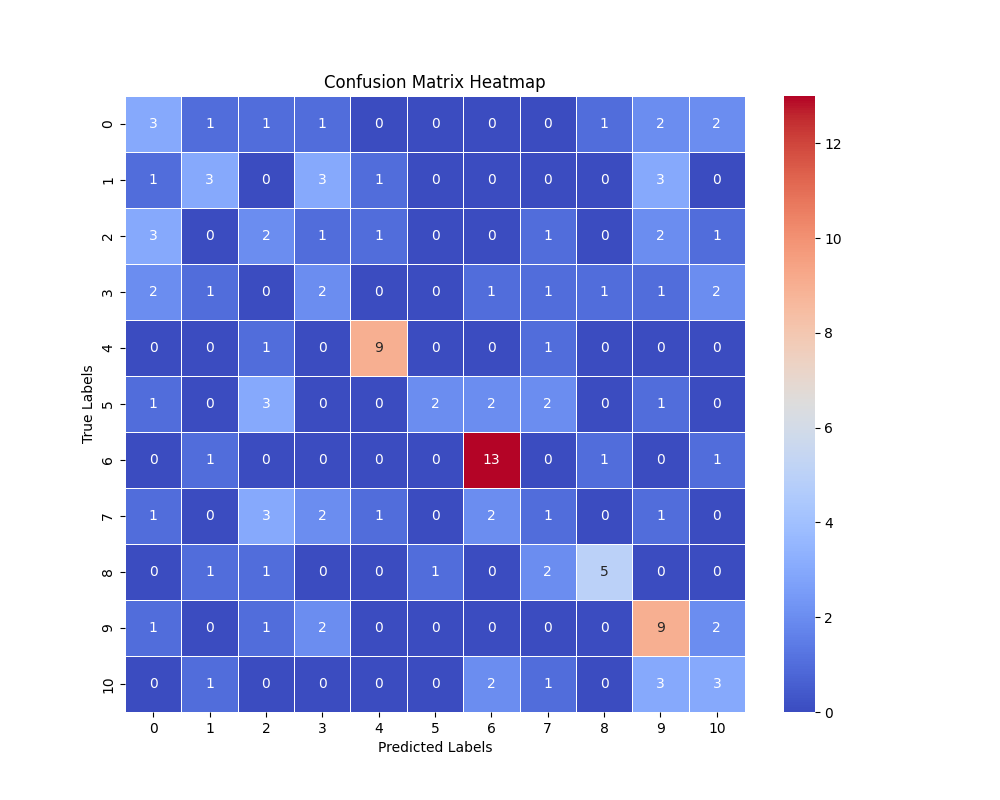 Confusion Matrix Heatmap
0 3 1 1 1 0 0 0 0 1 2 2
1 1 3 0 3 1 0 0 0 0 3 0
2 3 0 2 1 1 0 0 1 0 2 1
3 2 1 0 2 0 0 1 1 1 1 2
4 0 0 1 0 9 0 0 1 0 0 0
5 1 0 3 0 0 2 2 2 0 1 0
6 0 1 0 0 0 0 13 0 1 0 1
7 1 0 3 2 1 0 2 1 0 1 0
8 0 1 1 0 0 1 0 2 5 0 0
9 1 0 1 2 0 0 0 0 0 9 2
10 0 1 0 0 0 0 2 1 0 3 3
0 1 2 3 4 5 6 7 8 9 10
Predicted Labels
True Labels
12
10
8
6
4
2
0